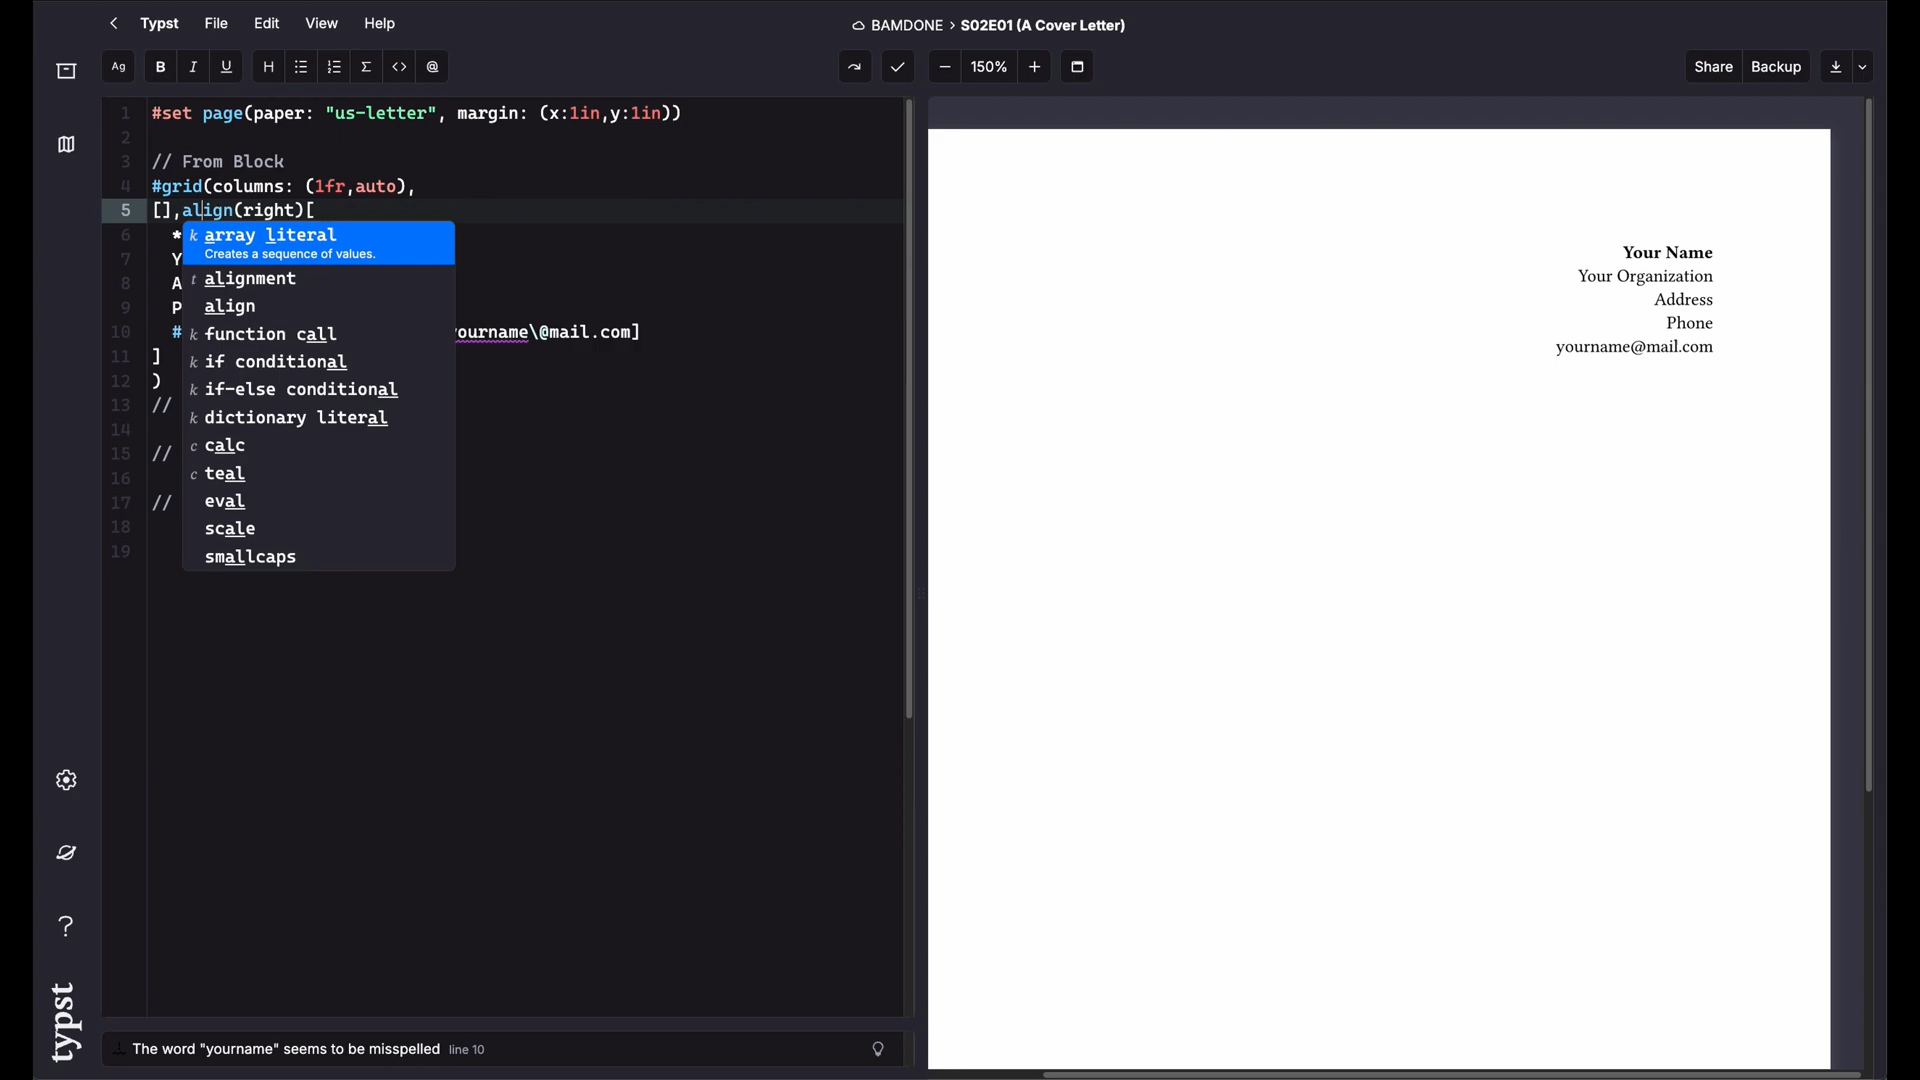 Typst File Edit View Help
BAMDONE > S02E01 (A Cover Letter)
Ag B I U H Σ <> @
150%
Share Backup
1 #set page(paper: "us-letter", margin: (x:1in,y:1in))
2
3 // From Block
4 #grid(columns: (1fr,auto),
5 [],align(right)[
6 *
7 Y
8 A
9 P
10 # yourname\@mail.com]
11 ]
12 )
13 //
14
15 //
16
17 //
18
19
k array literal
Creates a sequence of values.
t alignment
align
k function call
k if conditional
k if-else conditional
k dictionary literal
c calc
c teal
eval
scale
smallcaps
Your Name
Your Organization
Address
Phone
yourname@mail.com
typst
The word "yourname" seems to be misspelled line 10